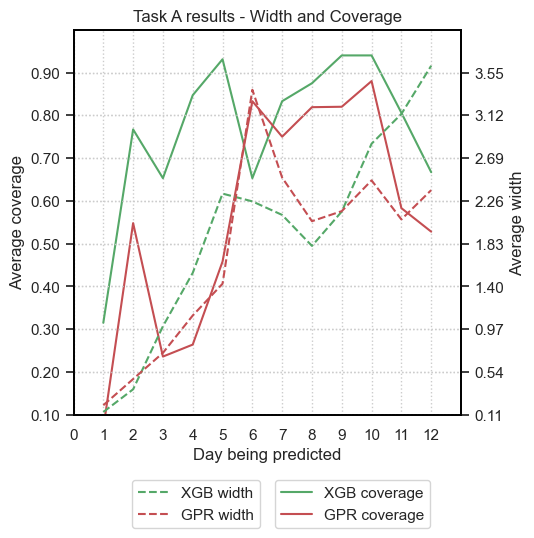 Task A results - Width and Coverage
Average coverage
0.90
0.80
0.70
0.60
0.50
0.40
0.30
0.20
0.10
3.55
3.12
2.69
2.26
1.83
1.40
0.97
0.54
0.11
Average width
0 1 2 3 4 5 6 7 8 9 10 11 12
Day being predicted
XGB width
GPR width
XGB coverage
GPR coverage